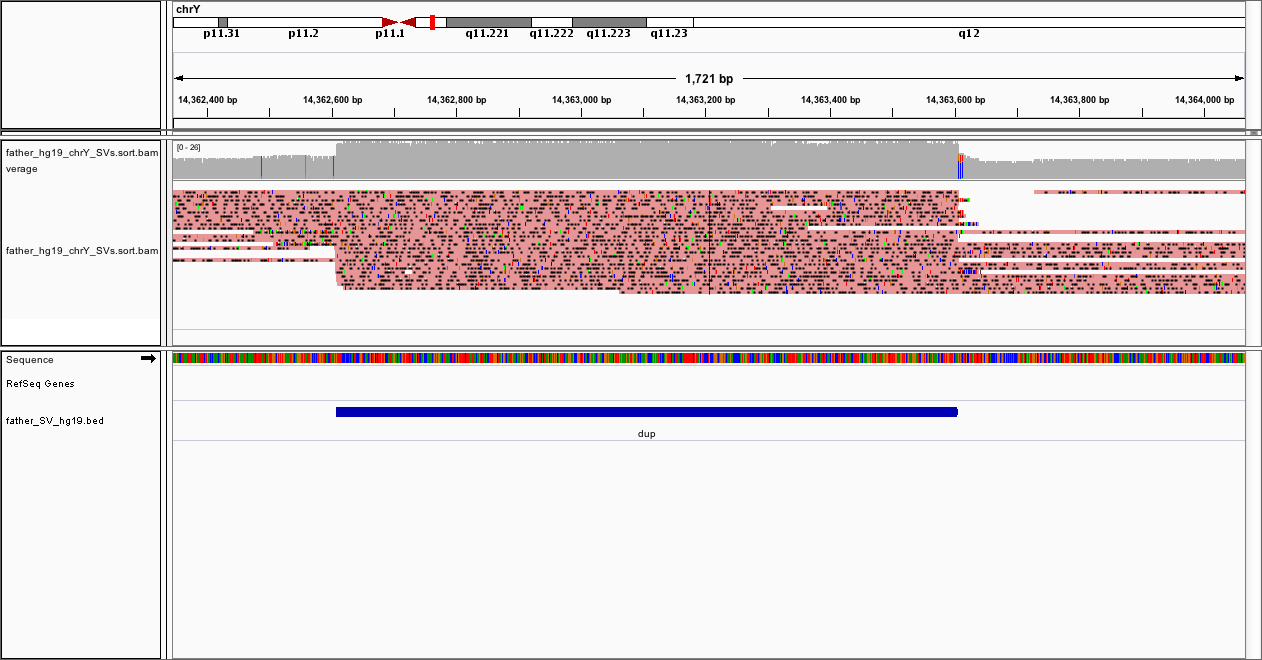 chrY
p11.31 p11.2 p11.1 q11.221 q11.222 q11.223 q11.23 q12
1,721 bp
14,362,400 bp 14,362,600 bp 14,362,800 bp 14,363,000 bp 14,363,200 bp 14,363,400 bp 14,363,600 bp 14,363,800 bp 14,364,000 bp
father_hg19_chrY_SVs.sort.bam
verage
[0 - 26]
father_hg19_chrY_SVs.sort.bam
Sequence
RefSeq Genes
father_SV_hg19.bed
dup